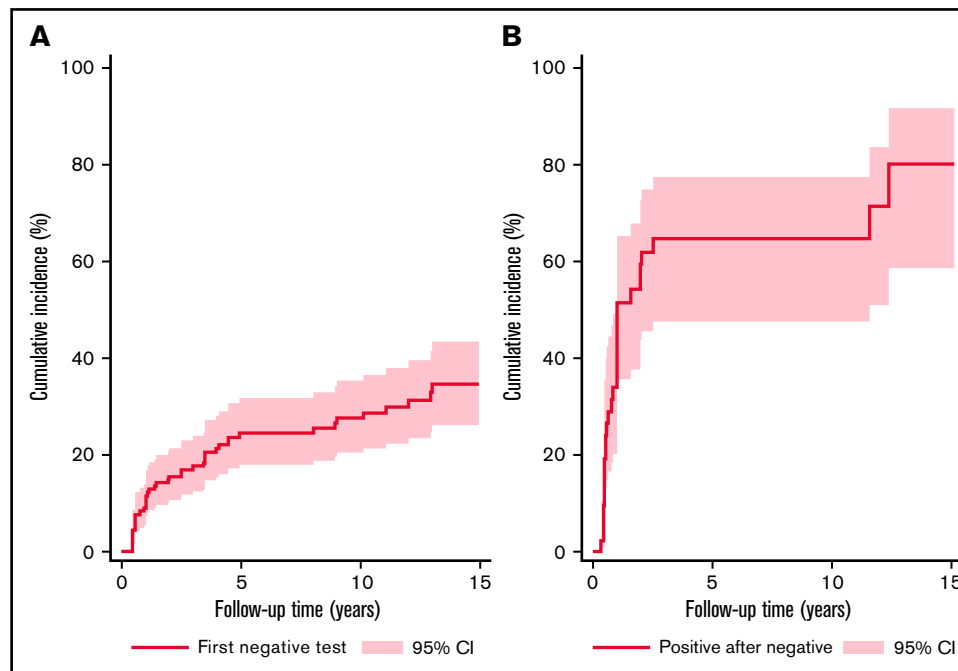 A
Cumulative incidence (%)
100
80
60
40
20
0
0 5 10 15
Follow-up time (years)
First negative test 95% CI
B
Cumulative incidence (%)
100
80
60
40
20
0
0 5 10 15
Follow-up time (years)
Positive after negative 95% CI